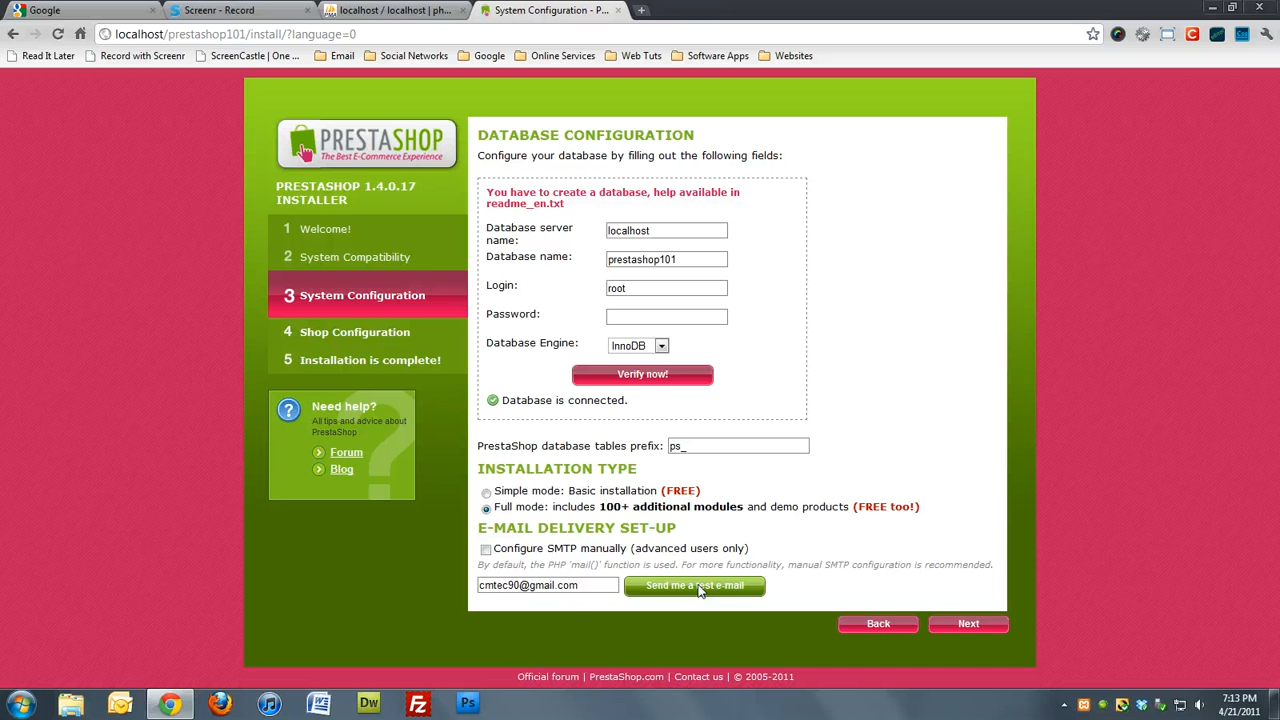 Google
Screenr - Record
localhost / localhost | ph...
System Configuration - P...
localhost/prestashop101/install/?language=0
Read It Later
Record with Screenr
ScreenCastle | One ...
Email
Social Networks
Google
Online Services
Web Tuts
Software Apps
Websites
PRESTASHOP
The Best E-Commerce Experience
PRESTASHOP 1.4.0.17
INSTALLER
1 Welcome!
2 System Compatibility
3 System Configuration
4 Shop Configuration
5 Installation is complete!
Need help?
All tips and advice about
PrestaShop
Forum
Blog
DATABASE CONFIGURATION
Configure your database by filling out the following fields:
You have to create a database, help available in
readme_en.txt
Database server
name:
localhost
Database name:
prestashop101
Login:
root
Password:
Database Engine:
InnoDB
Verify now!
Database is connected.
PrestaShop database tables prefix:
ps_
INSTALLATION TYPE
Simple mode: Basic installation (FREE)
Full mode: includes 100+ additional modules and demo products (FREE too!)
E-MAIL DELIVERY SET-UP
Configure SMTP manually (advanced users only)
By default, the PHP 'mail()' function is used. For more functionality, manual SMTP configuration is recommended.
cmtec90@gmail.com
Send me a test e-mail
Back
Next
Official forum | PrestaShop.com | Contact us | © 2005-2011
Dw
Fz
Ps
7:13 PM
4/21/2011